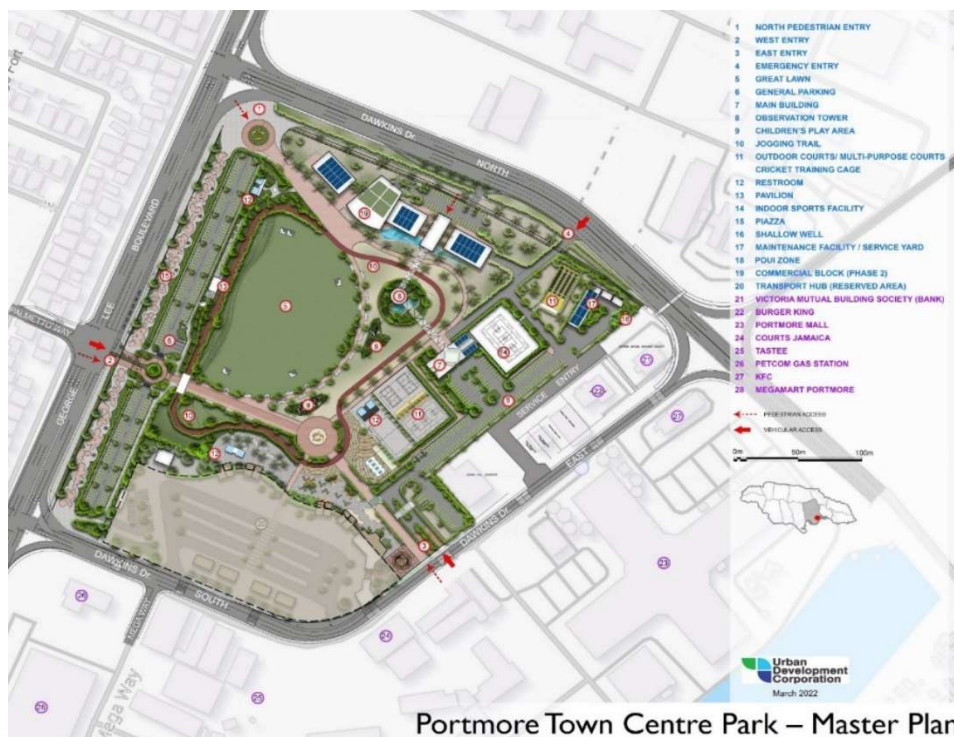 1 NORTH PEDESTRIAN ENTRY
2 WEST ENTRY
3 EAST ENTRY
4 EMERGENCY ENTRY
5 GREAT LAWN
6 GENERAL PARKING
7 MAIN BUILDING
8 OBSERVATION TOWER
9 CHILDREN'S PLAY AREA
10 JOGGING TRAIL
11 OUTDOOR COURTS/ MULTI-PURPOSE COURTS
CRICKET TRAINING CAGE
12 RESTROOM
13 PAVILION
14 INDOOR SPORTS FACILITY
15 PIAZZA
16 SHALLOW WELL
17 MAINTENANCE FACILITY / SERVICE YARD
18 POUI ZONE
19 COMMERCIAL BLOCK (PHASE 2)
20 TRANSPORT HUB (RESERVED AREA)
21 VICTORIA MUTUAL BUILDING SOCIETY (BANK)
22 BURGER KING
23 PORTMORE MALL
24 COURTS JAMAICA
25 TASTEE
26 PETCOM GAS STATION
27 KFC
28 MEGAMART PORTMORE
PEDESTRIAN ACCESS
VEHICULAR ACCESS
0m 50m 100m
DAWKINS Dr.
NORTH
GEORGE LEE BOULEVARD
PALMETTO WAY
SERVICE ENTRY
DAWKINS Dr.
EAST
DAWKINS Dr.
SOUTH
MEGA WAY
Mega Way
Urban
Development
Corporation
March 2022
Portmore Town Centre Park – Master Plan